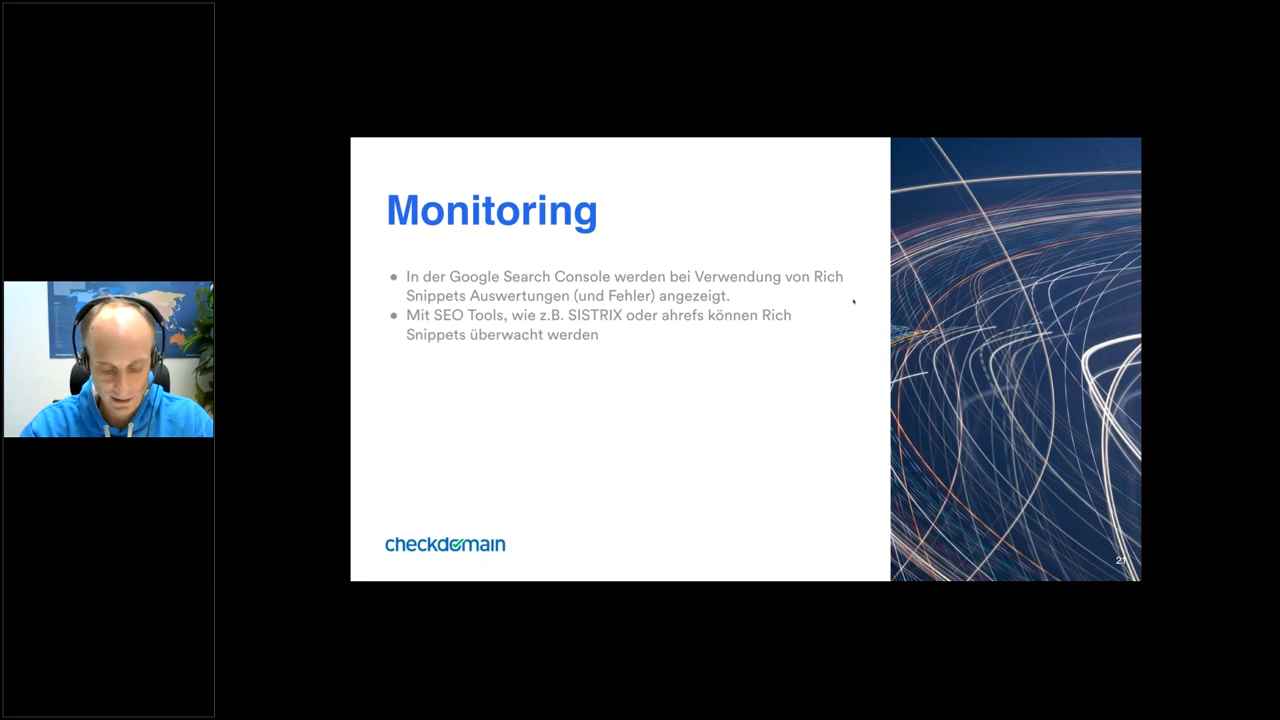 Monitoring
● In der Google Search Console werden bei Verwendung von Rich
Snippets Auswertungen (und Fehler) angezeigt.
● Mit SEO Tools, wie z.B. SISTRIX oder ahrefs können Rich
Snippets überwacht werden
checkdomain
21